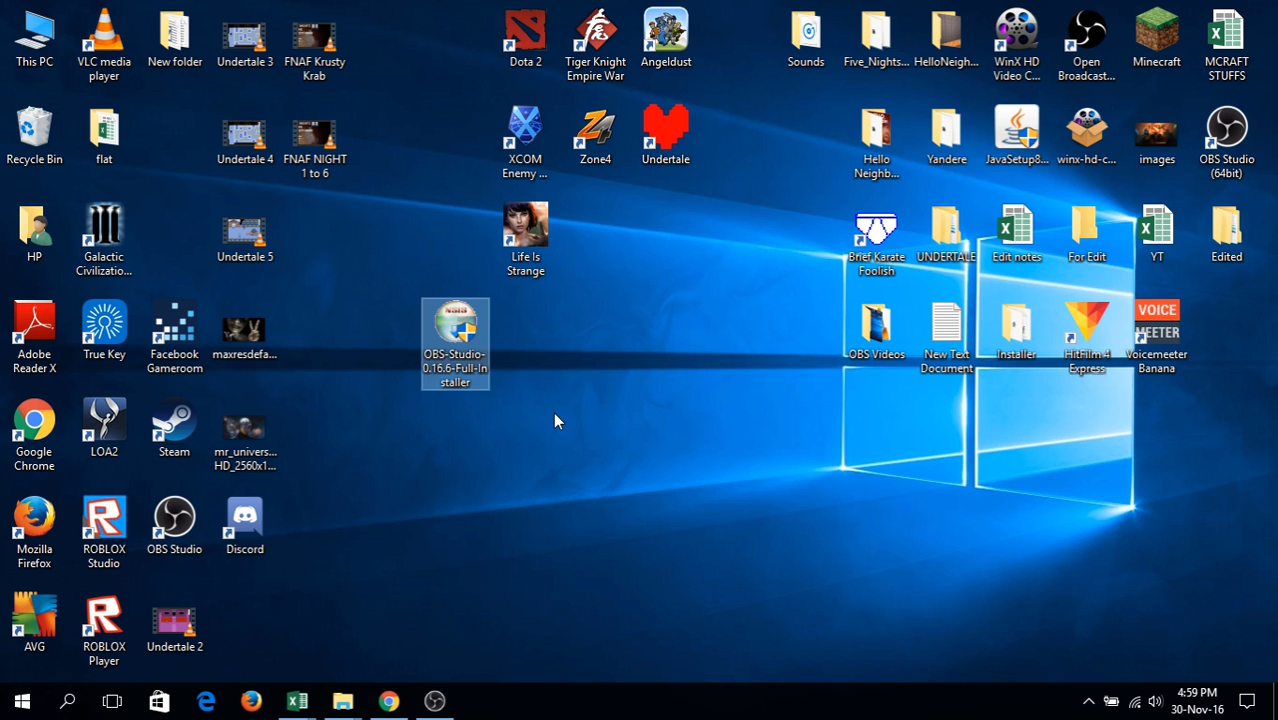 This PC
VLC media
player
New folder
Undertale 3
FNAF Krusty
Krab
Dota 2
Tiger Knight
Empire War
Angeldust
Sounds
Five_Nights...
HelloNeigh...
WinX HD
Video C...
Open
Broadcast...
Minecraft
MCRAFT
STUFFS
Recycle Bin
flat
Undertale 4
FNAF NIGHT
1 to 6
XCOM
Enemy ...
Zone4
Undertale
Hello
Neighb...
Yandere
JavaSetup8...
winx-hd-c...
images
OBS Studio
(64bit)
HP
Galactic
Civilizatio...
Undertale 5
Life Is
Strange
Brief Karate
Foolish
UNDERTALE
Edit notes
For Edit
YT
Edited
Adobe
Reader X
True Key
Facebook
Gameroom
maxresdefa...
OBS-Studio-
0.16.6-Full-In
staller
OBS Videos
New Text
Document
Installer
HitFilm 4
Express
VOICE
MEETER
Voicemeeter
Banana
Google
Chrome
LOA2
Steam
mr_univers...
HD_2560x1...
Mozilla
Firefox
ROBLOX
Studio
OBS Studio
Discord
AVG
ROBLOX
Player
Undertale 2
4:59 PM
30-Nov-16